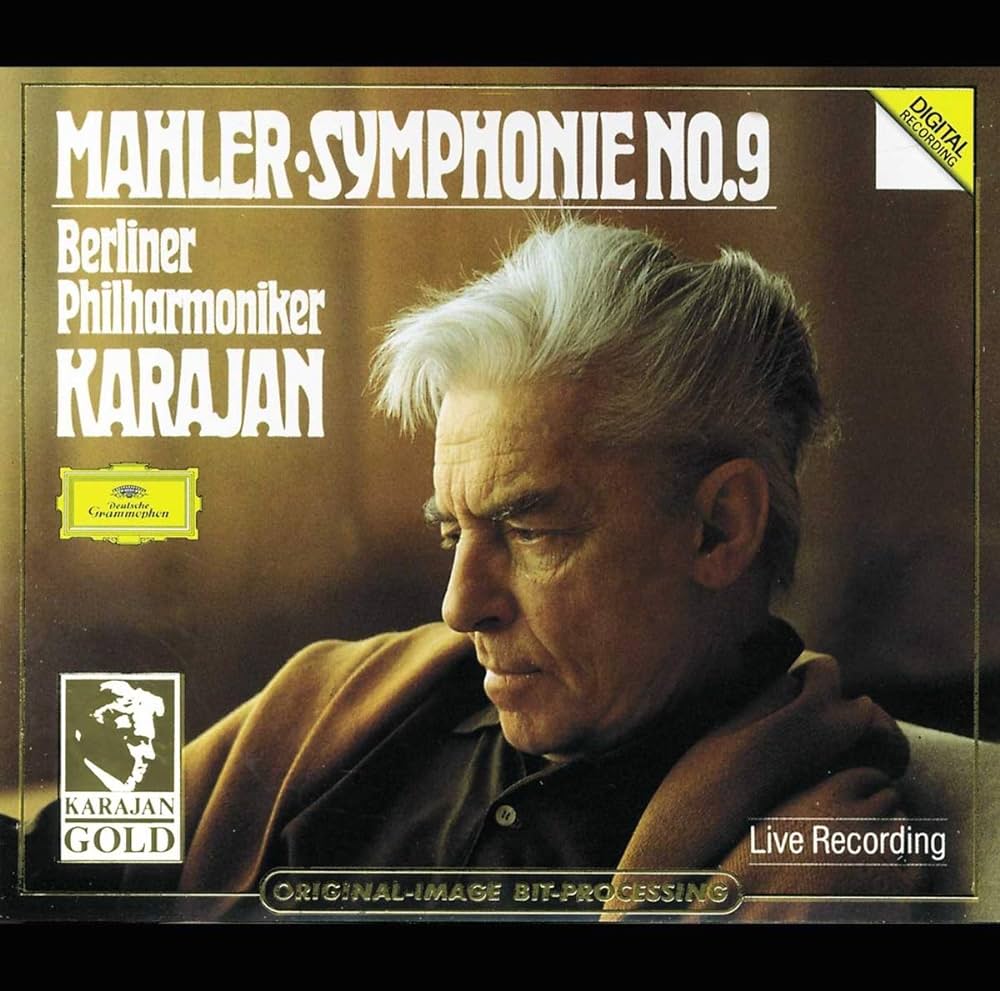 MAHLER·SYMPHONIE NO.9
DIGITAL
RECORDING
Berliner
Philharmoniker
KARAJAN
Deutsche
Grammophon
KARAJAN
GOLD
Live Recording
ORIGINAL-IMAGE BIT-PROCESSING